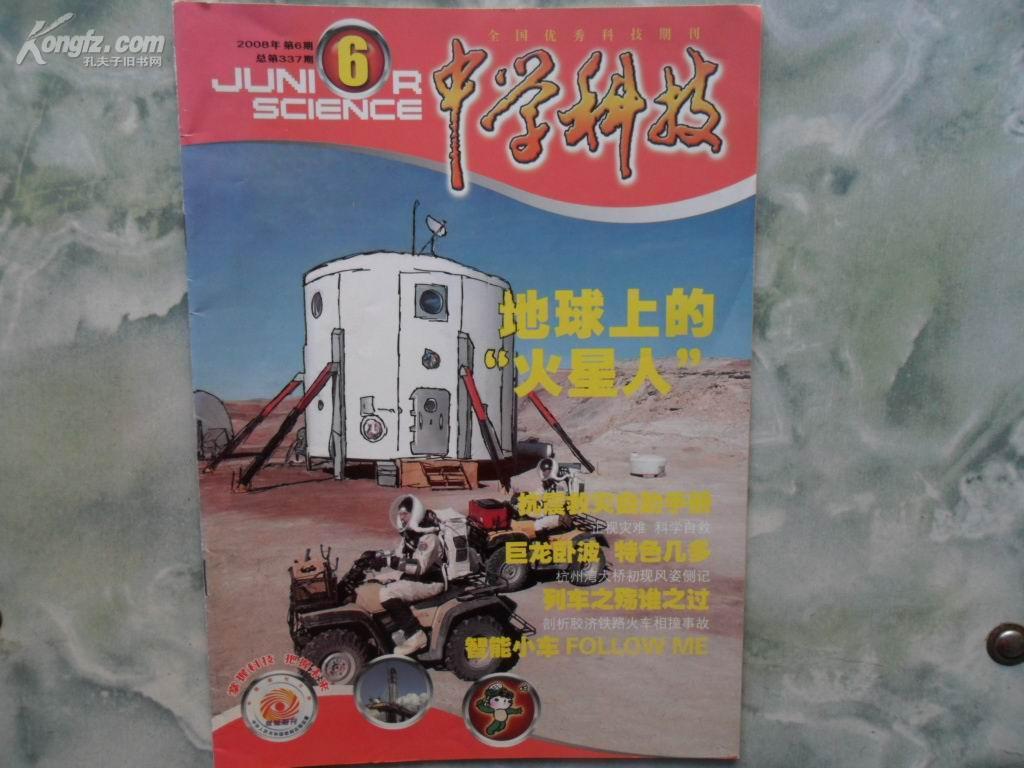 Kongfz.com
孔夫子旧书网
全国优秀科技期刊
2008年 第6期
总第337期
6
JUNIOR
SCIENCE
中学科技
地球上的
“火星人”
抗震救灾自助手册
正视灾难 科学自救
巨龙卧波 特色几多
杭州湾大桥初现风姿侧记
列车之殇谁之过
剖析胶济铁路火车相撞事故
智能小车 FOLLOW ME
掌握科技 把握未来